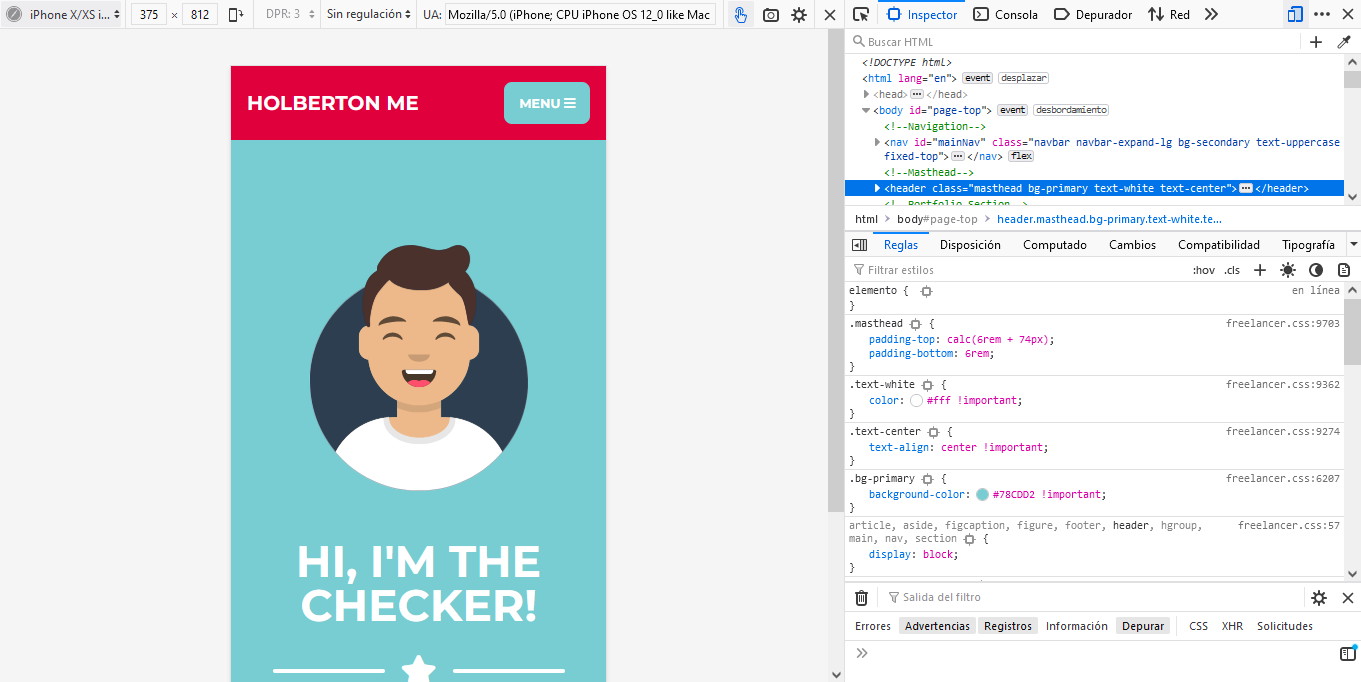 iPhone X/XS i... 375 × 812 DPR: 3 Sin regulación UA: Mozilla/5.0 (iPhone; CPU iPhone OS 12_0 like Mac
HOLBERTON ME
MENU
HI, I'M THE
CHECKER!
Inspector Consola Depurador Red
Buscar HTML
<!DOCTYPE html>
<html lang="en"> event desplazar
<head> ··· </head>
<body id="page-top"> event desbordamiento
<!--Navigation-->
<nav id="mainNav" class="navbar navbar-expand-lg bg-secondary text-uppercase
fixed-top"> ··· </nav> flex
<!--Masthead-->
<header class="masthead bg-primary text-white text-center"> ··· </header>
<!--Portfolio Section-->
html body#page-top header.masthead.bg-primary.text-white.te...
Reglas Disposición Computado Cambios Compatibilidad Tipografía
Filtrar estilos :hov .cls
elemento { en línea
}
.masthead { freelancer.css:9703
padding-top: calc(6rem + 74px);
padding-bottom: 6rem;
}
.text-white { freelancer.css:9362
color: #fff !important;
}
.text-center { freelancer.css:9274
text-align: center !important;
}
.bg-primary { freelancer.css:6207
background-color: #78CDD2 !important;
}
article, aside, figcaption, figure, footer, header, hgroup, freelancer.css:57
main, nav, section {
display: block;
}
Salida del filtro
Errores Advertencias Registros Información Depurar CSS XHR Solicitudes